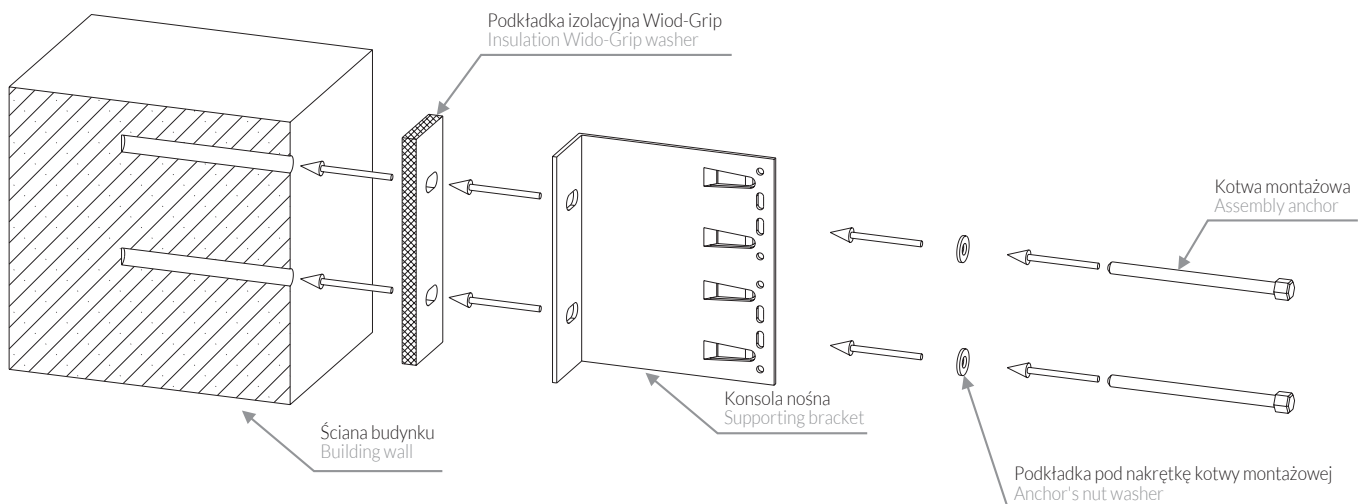 Podkładka izolacyjna Wiod-Grip
Insulation Wido-Grip washer
Kotwa montażowa
Assembly anchor
Konsola nośna
Supporting bracket
Ściana budynku
Building wall
Podkładka pod nakrętkę kotwy montażowej
Anchor's nut washer